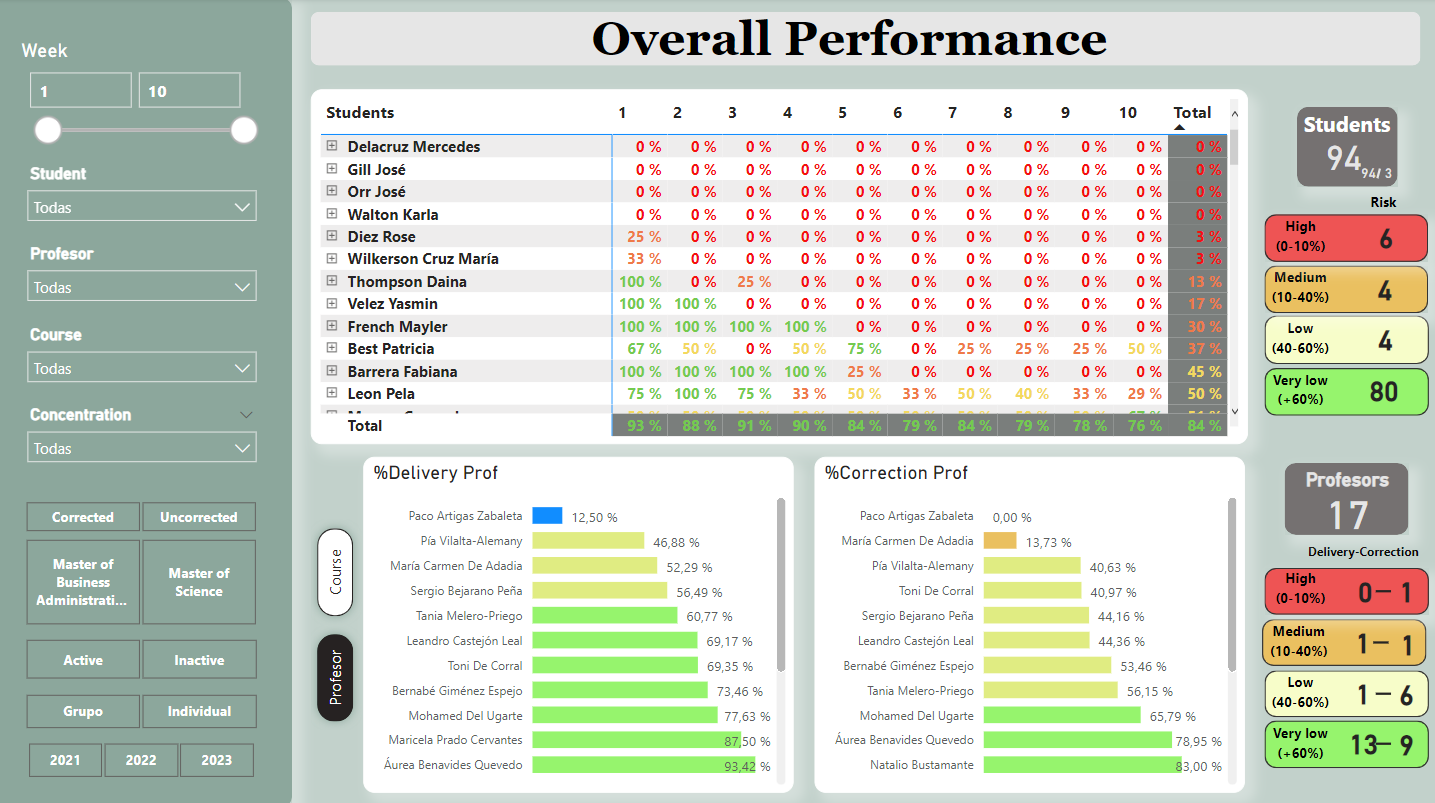 Overall Performance
Week
1 10
Student
Todas
Profesor
Todas
Course
Todas
Concentration
Todas
Corrected Uncorrected
Master of Business Administrati...
Master of Science
Active Inactive
Grupo Individual
2021 2022 2023
Students 1 2 3 4 5 6 7 8 9 10 Total
Delacruz Mercedes 0 % 0 % 0 % 0 % 0 % 0 % 0 % 0 % 0 % 0 % 0 %
Gill José 0 % 0 % 0 % 0 % 0 % 0 % 0 % 0 % 0 % 0 % 0 %
Orr José 0 % 0 % 0 % 0 % 0 % 0 % 0 % 0 % 0 % 0 % 0 %
Walton Karla 0 % 0 % 0 % 0 % 0 % 0 % 0 % 0 % 0 % 0 % 0 %
Diez Rose 25 % 0 % 0 % 0 % 0 % 0 % 0 % 0 % 0 % 0 % 3 %
Wilkerson Cruz María 33 % 0 % 0 % 0 % 0 % 0 % 0 % 0 % 0 % 0 % 3 %
Thompson Daina 100 % 0 % 25 % 0 % 0 % 0 % 0 % 0 % 0 % 0 % 13 %
Velez Yasmin 100 % 100 % 0 % 0 % 0 % 0 % 0 % 0 % 0 % 0 % 17 %
French Mayler 100 % 100 % 100 % 100 % 0 % 0 % 0 % 0 % 0 % 0 % 30 %
Best Patricia 67 % 50 % 0 % 50 % 75 % 0 % 25 % 25 % 25 % 50 % 37 %
Barrera Fabiana 100 % 100 % 100 % 100 % 25 % 0 % 0 % 0 % 0 % 0 % 45 %
Leon Pela 75 % 100 % 75 % 33 % 50 % 33 % 50 % 40 % 33 % 29 % 50 %
Total 93 % 88 % 91 % 90 % 84 % 79 % 84 % 79 % 78 % 76 % 84 %
Students
94
94/ 3
Risk
High (0-10%) 6
Medium (10-40%) 4
Low (40-60%) 4
Very low (+60%) 80
Course
Profesor
%Delivery Prof
Paco Artigas Zabaleta 12,50 %
Pía Vilalta-Alemany 46,88 %
María Carmen De Adadia 52,29 %
Sergio Bejarano Peña 56,49 %
Tania Melero-Priego 60,77 %
Leandro Castejón Leal 69,17 %
Toni De Corral 69,35 %
Bernabé Giménez Espejo 73,46 %
Mohamed Del Ugarte 77,63 %
Maricela Prado Cervantes 87,50 %
Áurea Benavides Quevedo 93,42 %
%Correction Prof
Paco Artigas Zabaleta 0,00 %
María Carmen De Adadia 13,73 %
Pía Vilalta-Alemany 40,63 %
Toni De Corral 40,97 %
Sergio Bejarano Peña 44,16 %
Leandro Castejón Leal 44,36 %
Bernabé Giménez Espejo 53,46 %
Tania Melero-Priego 56,15 %
Mohamed Del Ugarte 65,79 %
Áurea Benavides Quevedo 78,95 %
Natalio Bustamante 83,00 %
Profesors
17
Delivery-Correction
High (0-10%) 0 – 1
Medium (10-40%) 1 – 1
Low (40-60%) 1 – 6
Very low (+60%) 13 – 9